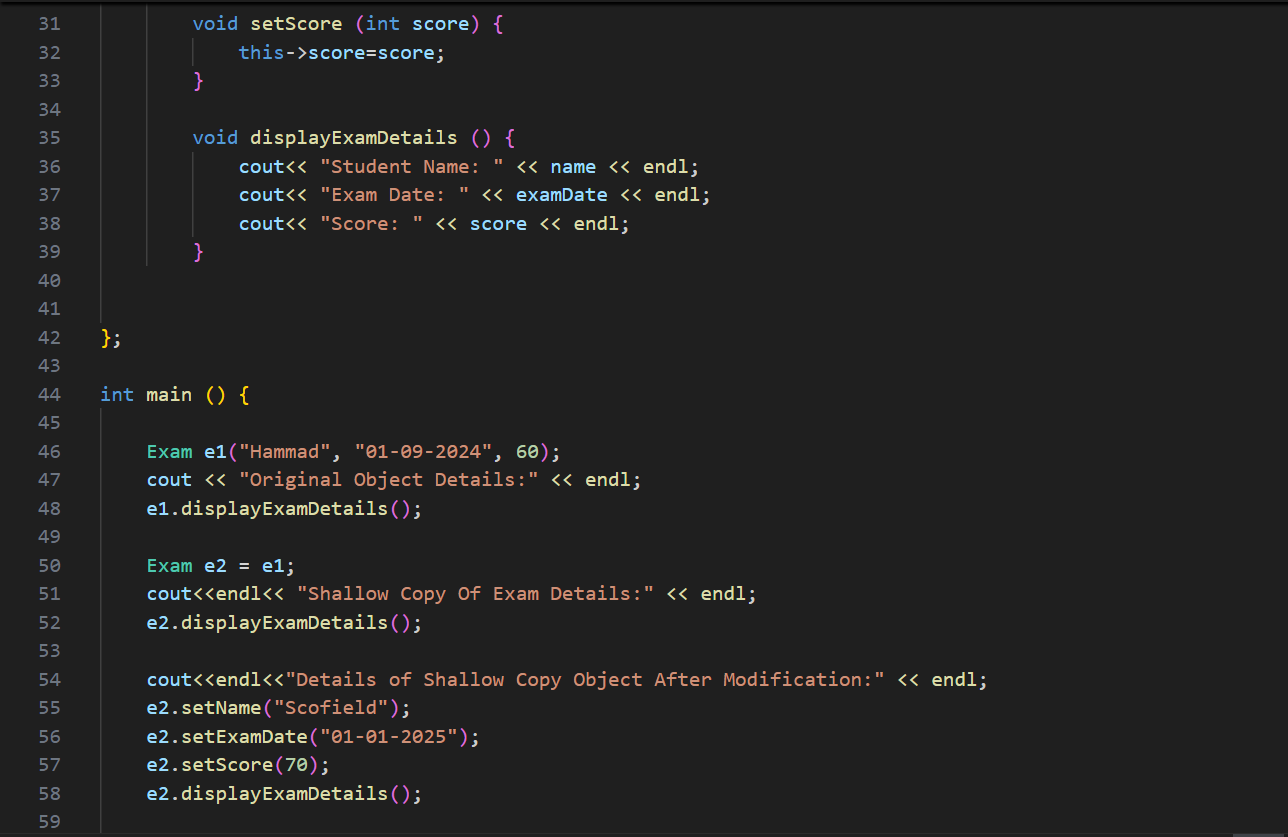 31 void setScore (int score) {
32 this->score=score;
33 }
34
35 void displayExamDetails () {
36 cout<< "Student Name: " << name << endl;
37 cout<< "Exam Date: " << examDate << endl;
38 cout<< "Score: " << score << endl;
39 }
40
41
42 };
43
44 int main () {
45
46 Exam e1("Hammad", "01-09-2024", 60);
47 cout << "Original Object Details:" << endl;
48 e1.displayExamDetails();
49
50 Exam e2 = e1;
51 cout<<endl<< "Shallow Copy Of Exam Details:" << endl;
52 e2.displayExamDetails();
53
54 cout<<endl<<"Details of Shallow Copy Object After Modification:" << endl;
55 e2.setName("Scofield");
56 e2.setExamDate("01-01-2025");
57 e2.setScore(70);
58 e2.displayExamDetails();
59